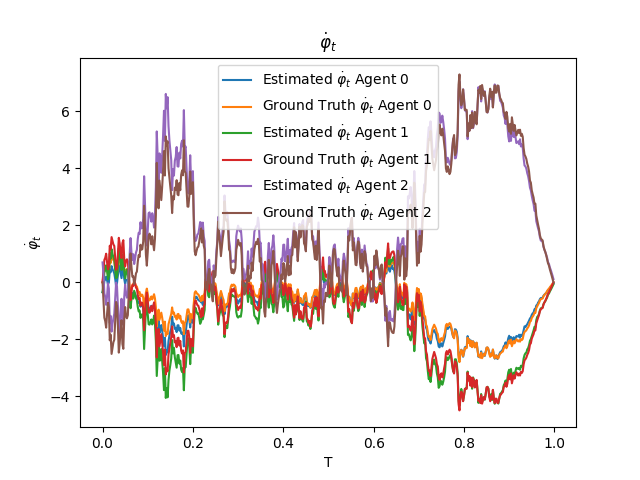 φ̇ₜ
Estimated φ̇ₜ Agent 0
Ground Truth φ̇ₜ Agent 0
Estimated φ̇ₜ Agent 1
Ground Truth φ̇ₜ Agent 1
Estimated φ̇ₜ Agent 2
Ground Truth φ̇ₜ Agent 2
6
4
2
0
−2
−4
φ̇ₜ
0.0 0.2 0.4 0.6 0.8 1.0
T